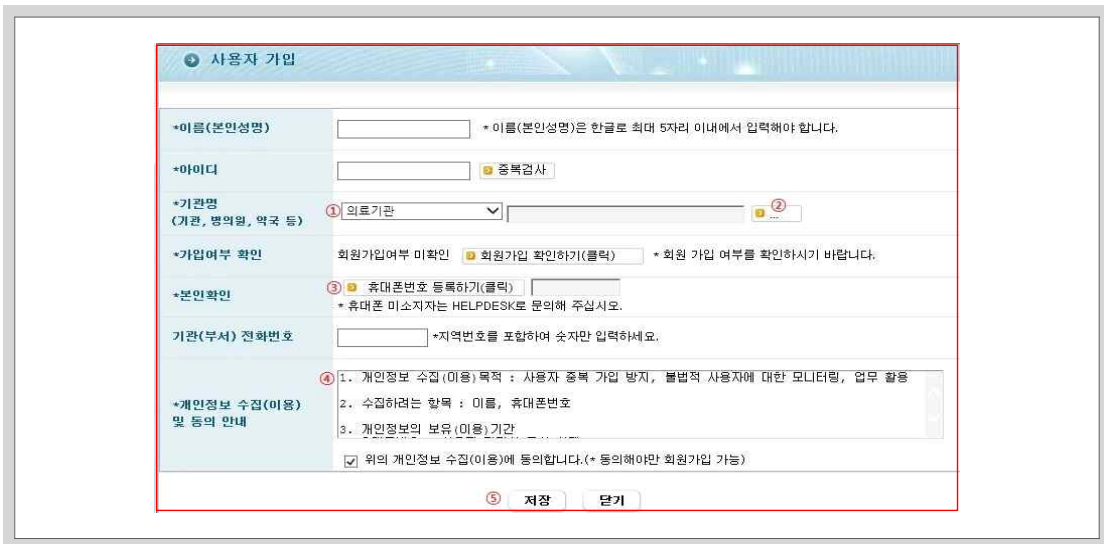 사용자 가입
*이름(본인성명) * 이름(본인성명)은 한글로 최대 5자리 이내에서 입력해야 합니다.
*아이디 중복검사
*기관명
(기관, 병의원, 약국 등) ① 의료기관 ② ...
*가입여부 확인 회원가입여부 미확인 회원가입 확인하기(클릭) * 회원 가입 여부를 확인하시기 바랍니다.
*본인확인 ③ 휴대폰번호 등록하기(클릭)
* 휴대폰 미소지자는 HELPDESK로 문의해 주십시오.
기관(부서) 전화번호 *지역번호를 포함하여 숫자만 입력하세요.
*개인정보 수집(이용)
및 동의 안내
④ 1. 개인정보 수집(이용)목적 : 사용자 중복 가입 방지, 불법적 사용자에 대한 모니터링, 업무 활용
2. 수집하려는 항목 : 이름, 휴대폰번호
3. 개인정보의 보유(이용)기간
위의 개인정보 수집(이용)에 동의합니다.(* 동의해야만 회원가입 가능)
⑤ 저장 닫기